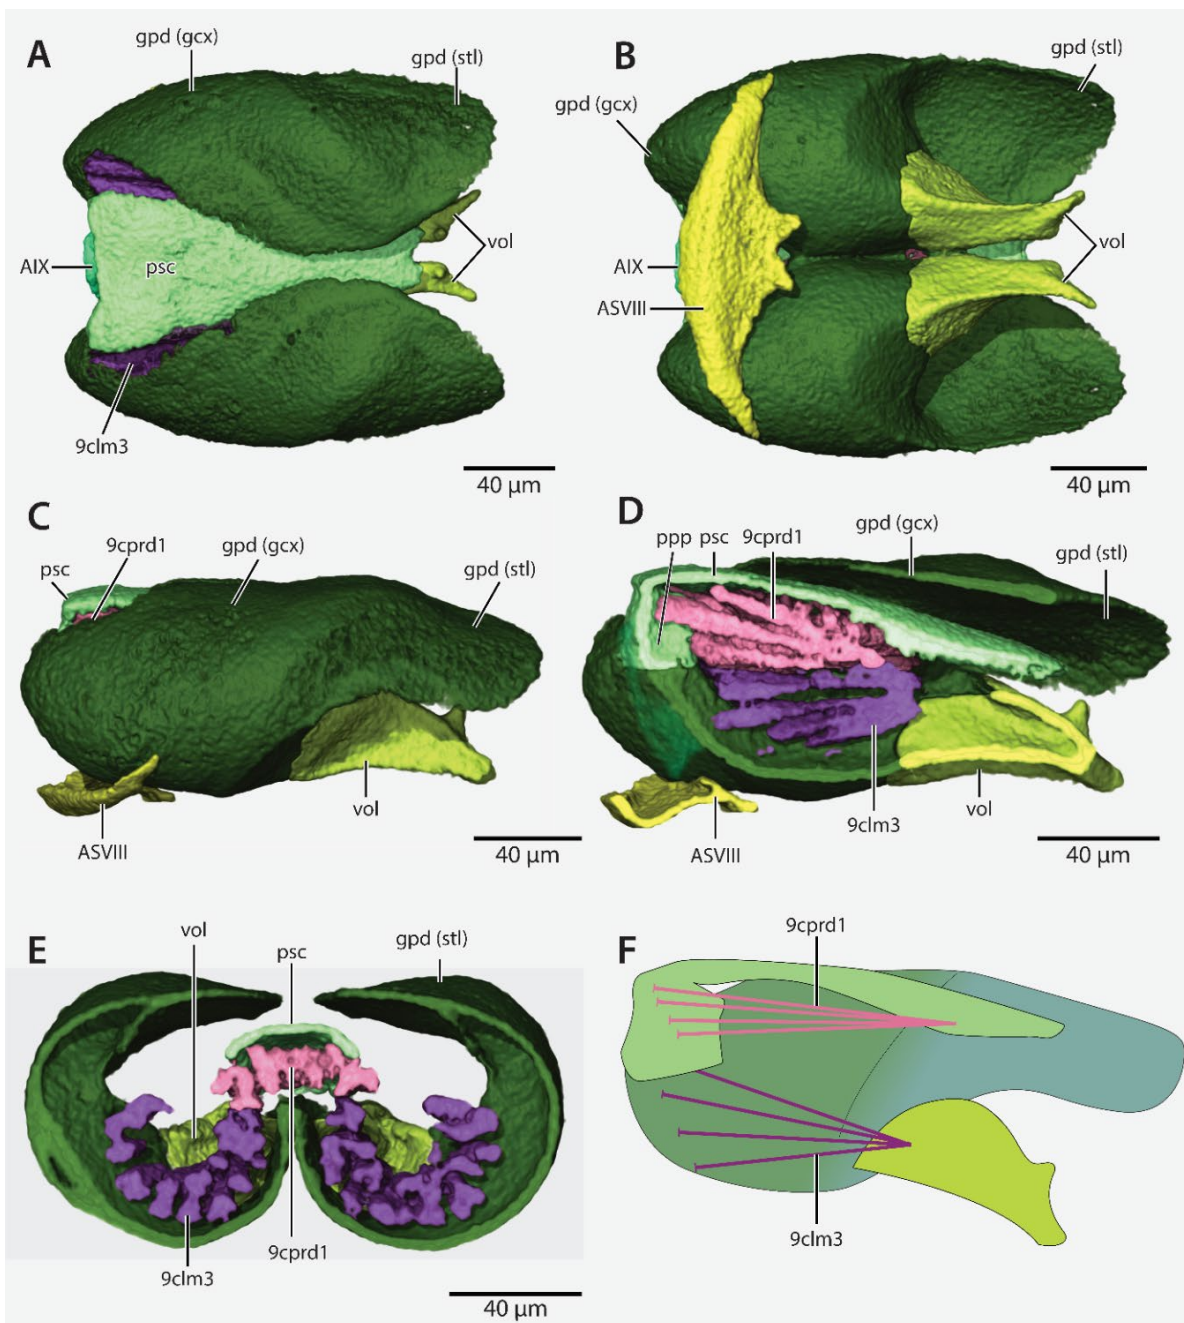 A
gpd (gcx)
gpd (stl)
AIX
psc
vol
9clm3
40 µm
B
gpd (stl)
gpd (gcx)
AIX
vol
ASVIII
40 µm
C
9cprd1
gpd (gcx)
psc
gpd (stl)
vol
ASVIII
40 µm
D
ppp psc 9cprd1
gpd (gcx)
gpd (stl)
9clm3
vol
ASVIII
40 µm
E
vol
psc
gpd (stl)
9cprd1
9clm3
40 µm
F
9cprd1
9clm3